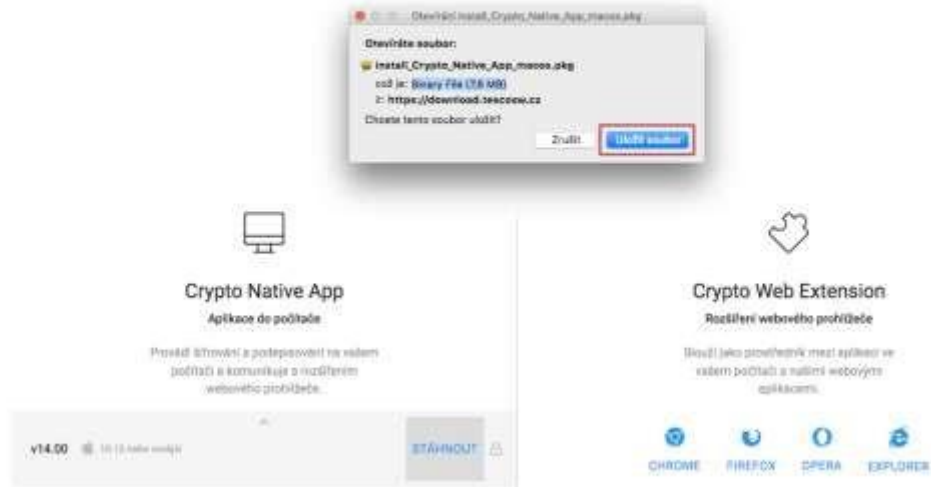 Otevírání install_Crypto_Native_App_macos.pkg
Otevíráte soubor:
install_Crypto_Native_App_macos.pkg
což je: Binary File (7,6 MB)
z: https://download.tescosw.cz
Chcete tento soubor uložit?
Zrušit
Uložit soubor
Crypto Native App
Aplikace do počítače
Provádí šifrování a podepisování na vašem
počítači a komunikuje s rozšířením
webového prohlížeče.
v14.00
nebo novější
STÁHNOUT
Crypto Web Extension
Rozšíření webového prohlížeče
Slouží jako prostředník mezi aplikací ve
vašem počítači a našimi webovými
aplikacemi.
CHROME
FIREFOX
OPERA
EXPLORER